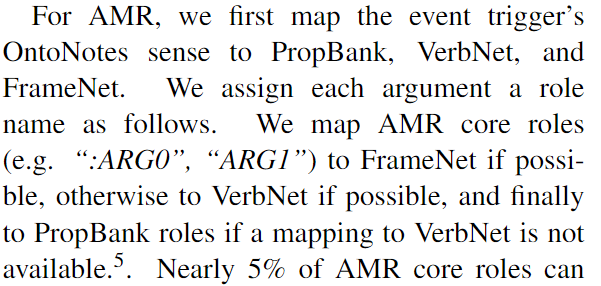 For AMR, we first map the event trigger's
OntoNotes sense to PropBank, VerbNet, and
FrameNet. We assign each argument a role
name as follows. We map AMR core roles
(e.g. “:ARG0”, “ARG1”) to FrameNet if possi-
ble, otherwise to VerbNet if possible, and finally
to PropBank roles if a mapping to VerbNet is not
available.⁵. Nearly 5% of AMR core roles can